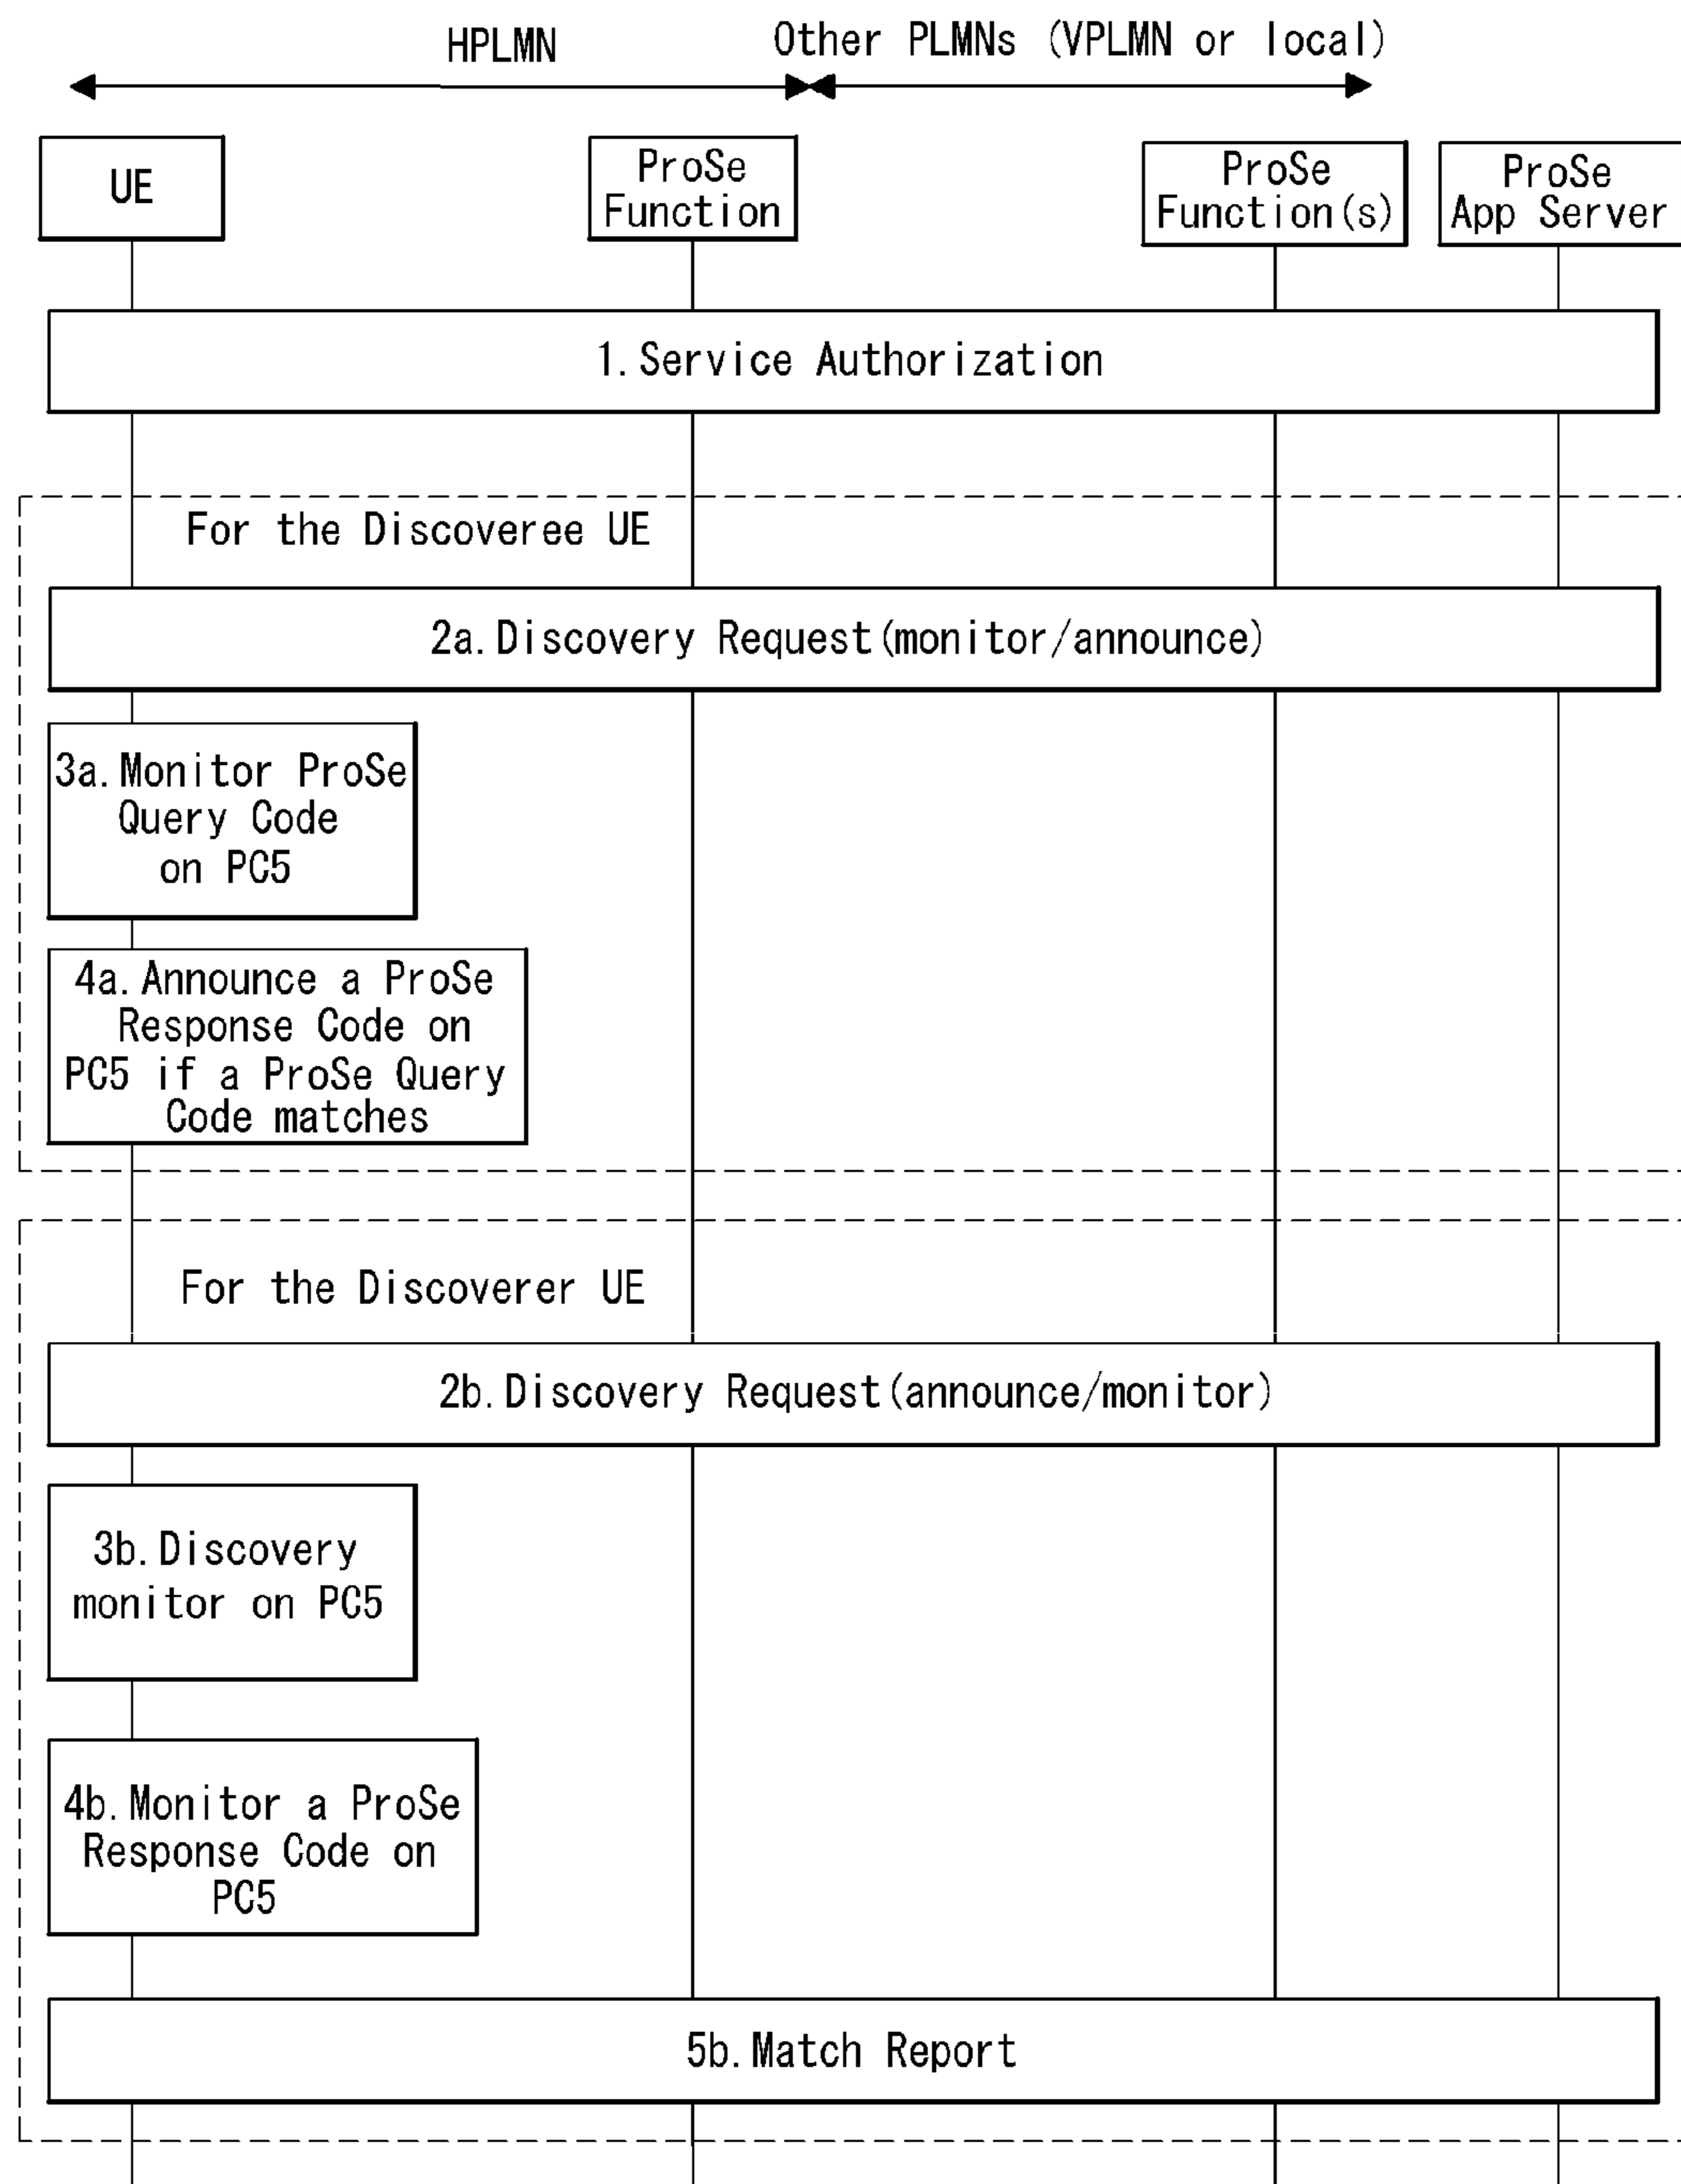 HPLMN
Other PLMNs (VPLMN or local)
UE
ProSe
Function
ProSe
Function(s)
ProSe
App Server
1. Service Authorization
For the Discoveree UE
2a. Discovery Request(monitor/announce)
3a. Monitor ProSe
Query Code
on PC5
4a. Announce a ProSe
Response Code on
PC5 if a ProSe Query
Code matches
For the Discoverer UE
2b. Discovery Request(announce/monitor)
3b. Discovery
monitor on PC5
4b. Monitor a ProSe
Response Code on
PC5
5b. Match Report